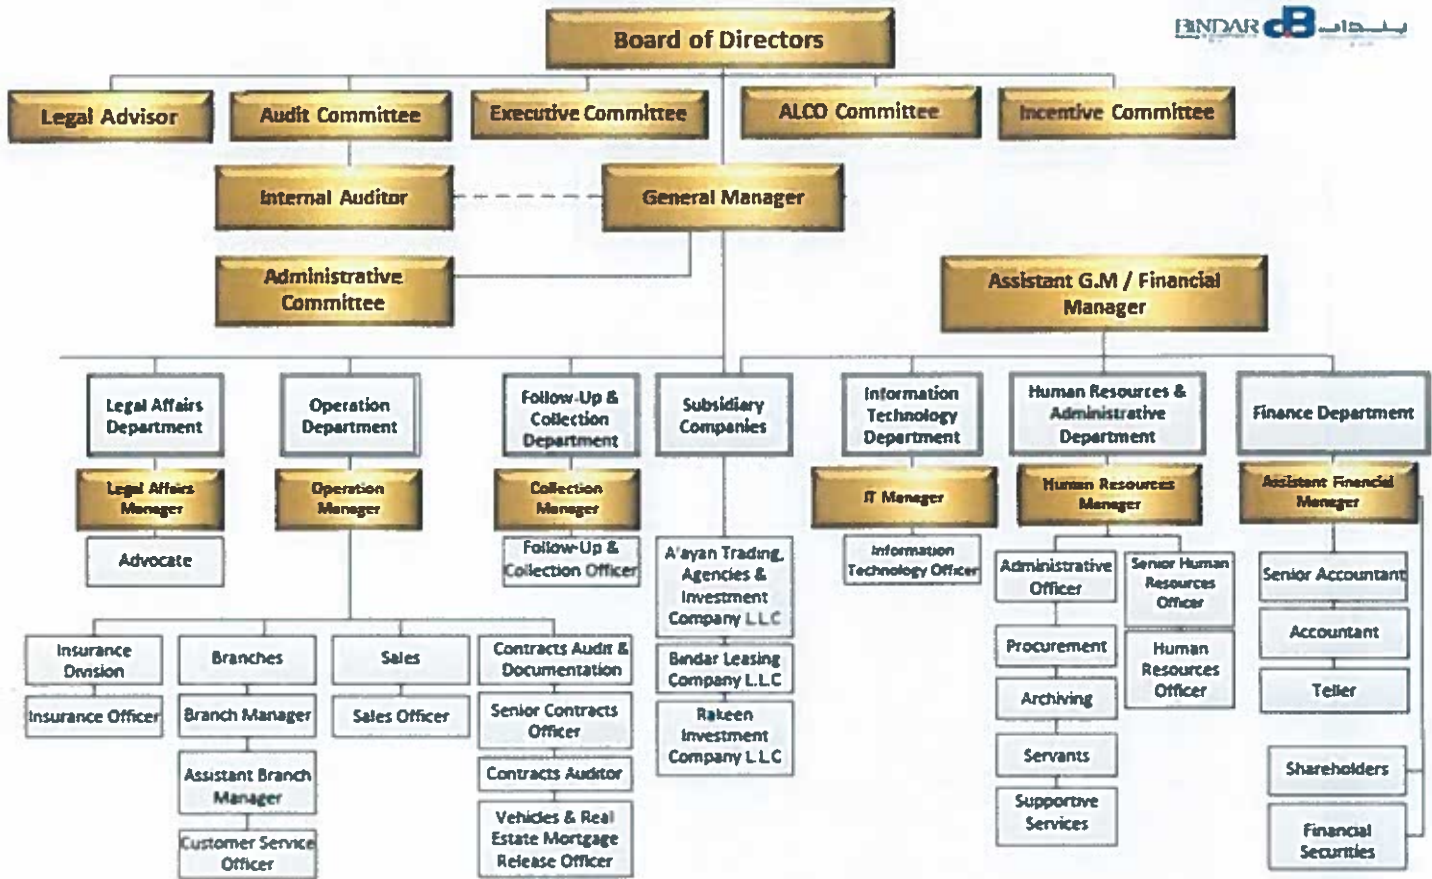 BINDAR
بـنـدار
Board of Directors
Legal Advisor
Audit Committee
Executive Committee
ALCO Committee
Incentive Committee
Internal Auditor
General Manager
Administrative
Committee
Assistant G.M / Financial
Manager
Legal Affairs
Department
Operation
Department
Follow-Up &
Collection
Department
Subsidiary
Companies
Information
Technology
Department
Human Resources &
Administrative
Department
Finance Department
Legal Affairs
Manager
Operation
Manager
Collection
Manager
IT Manager
Human Resources
Manager
Assistant Financial
Manager
Advocate
Follow-Up &
Collection Officer
A'ayan Trading,
Agencies &
Investment
Company L.L.C
Information
Technology Officer
Administrative
Officer
Senior Human
Resources
Officer
Senior Accountant
Insurance
Division
Branches
Sales
Contracts Audit &
Documentation
Bindar Leasing
Company L.L.C
Procurement
Human
Resources
Officer
Accountant
Insurance Officer
Branch Manager
Sales Officer
Senior Contracts
Officer
Rakeen
Investment
Company L.L.C
Archiving
Teller
Assistant Branch
Manager
Contracts Auditor
Servants
Shareholders
Customer Service
Officer
Vehicles & Real
Estate Mortgage
Release Officer
Supportive
Services
Financial
Securities